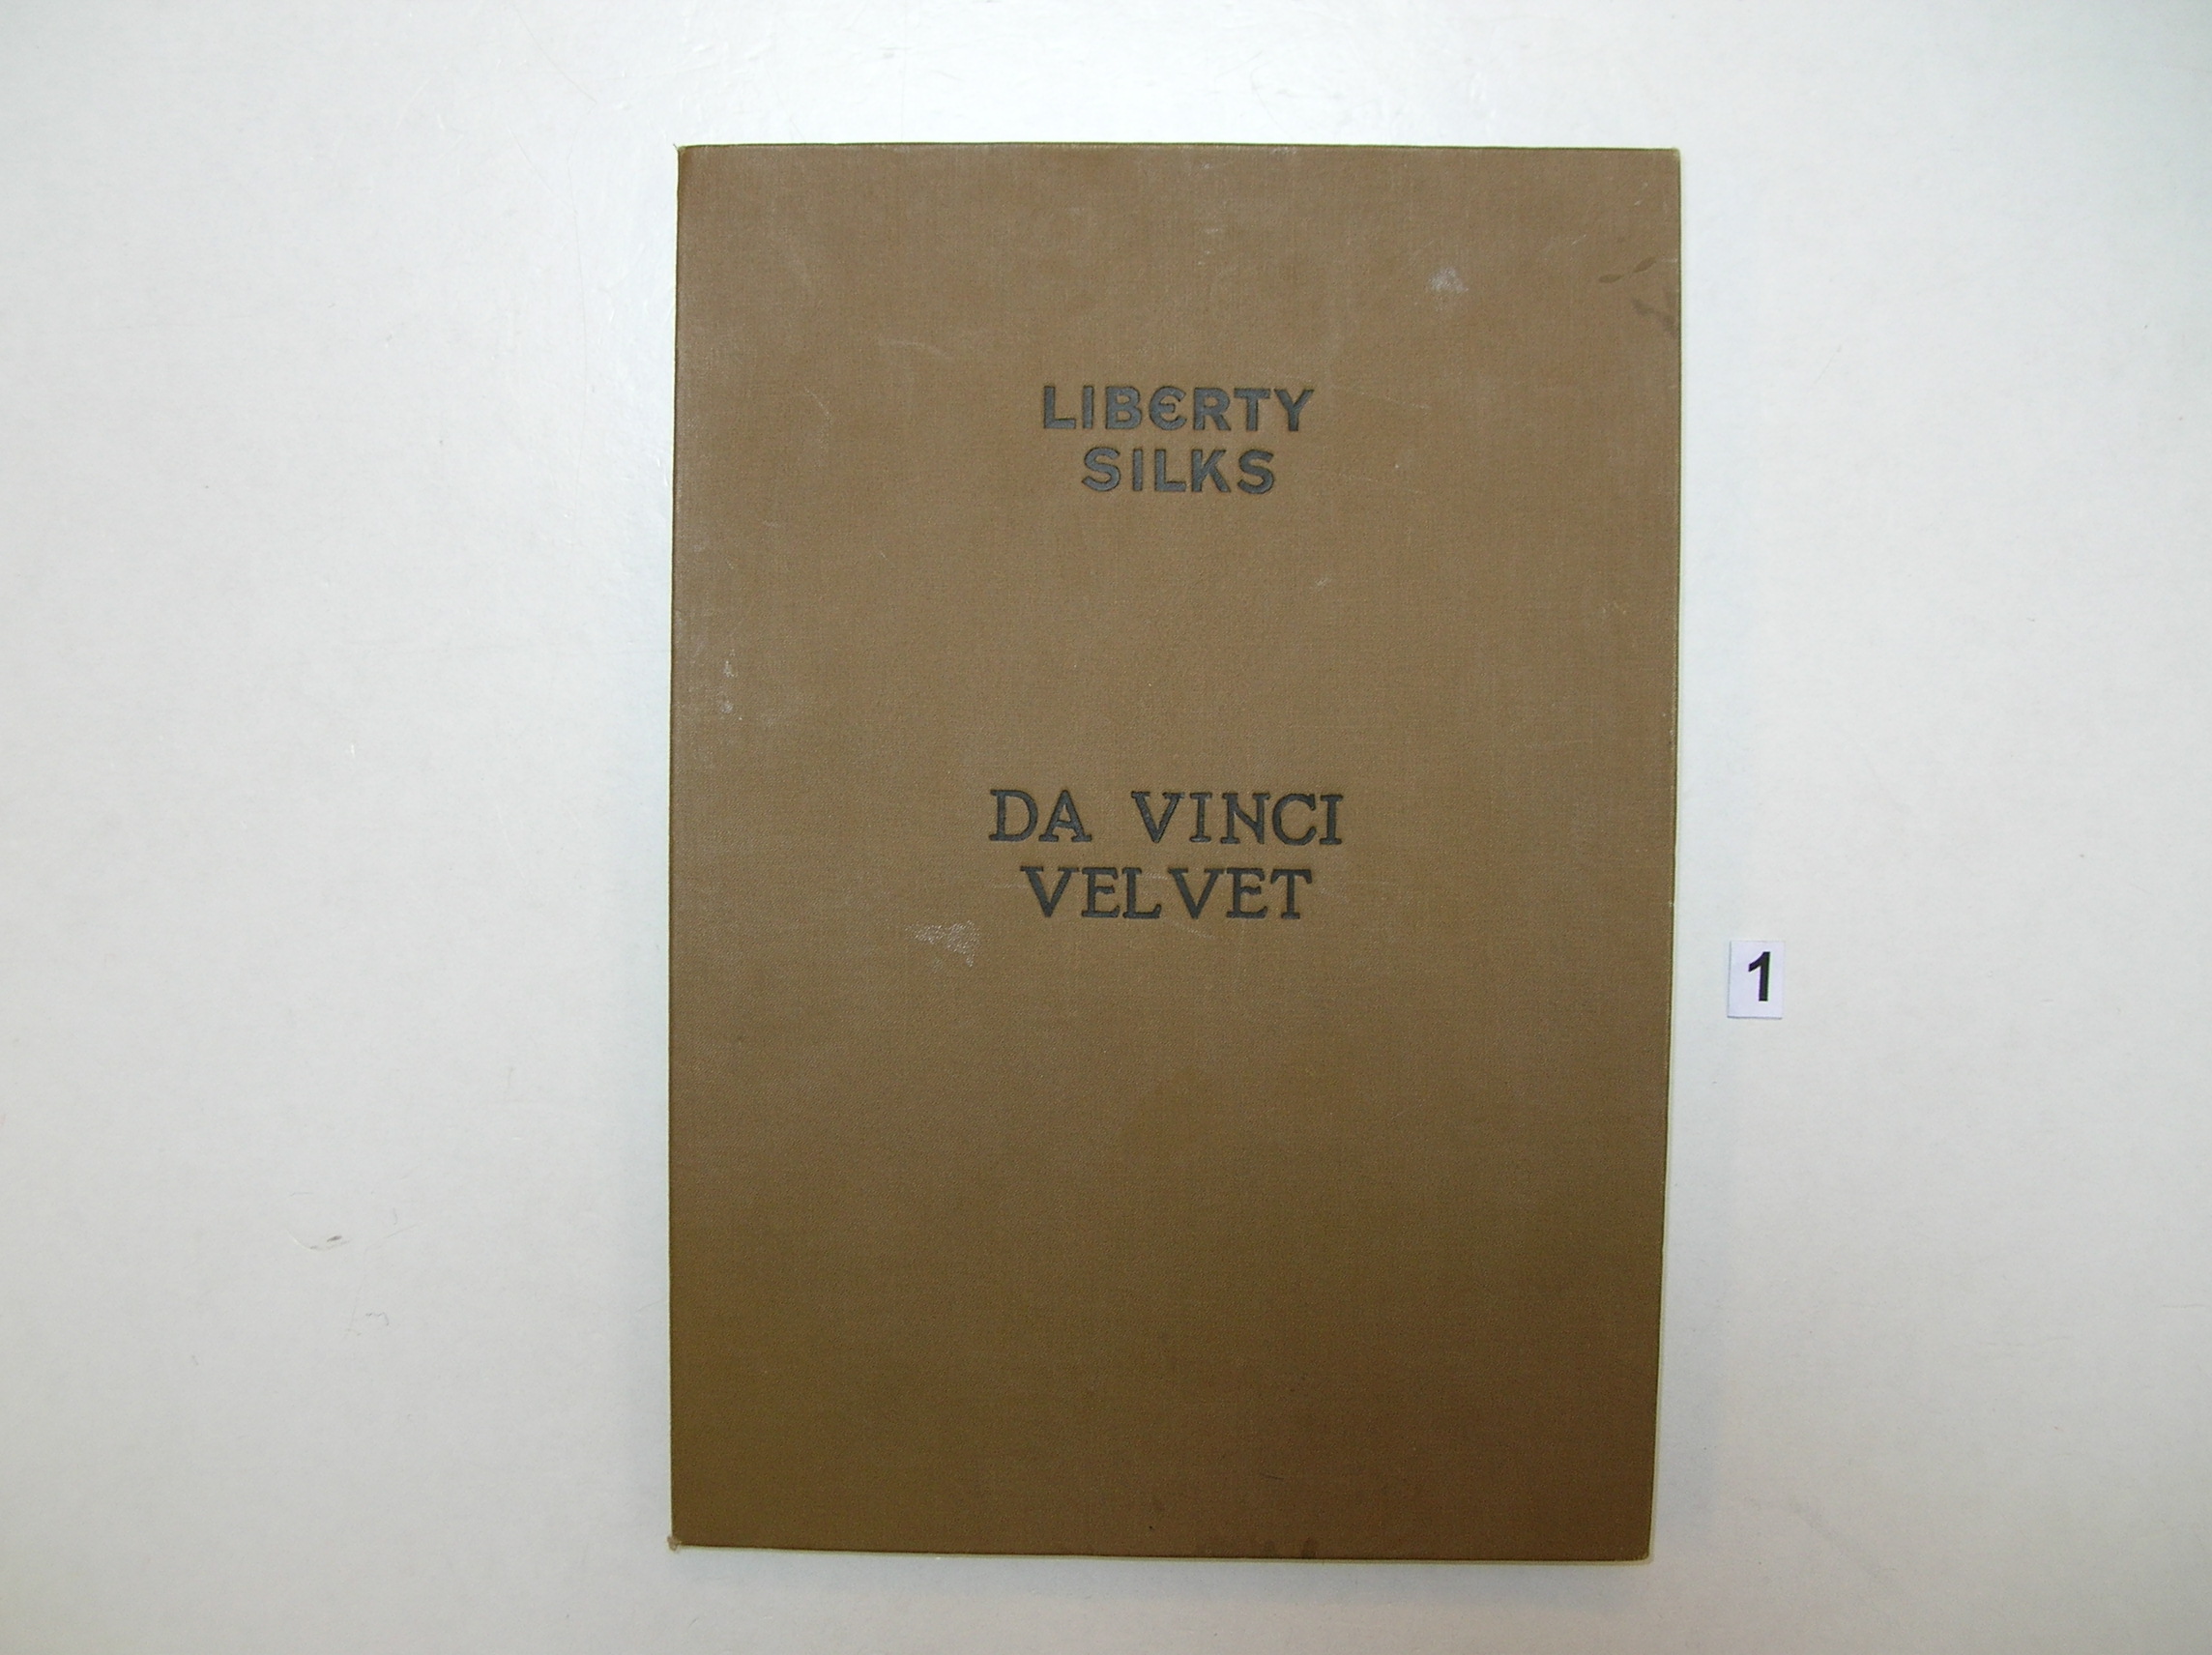 LIBERTY
SILKS
DA VINCI
VELVET
1